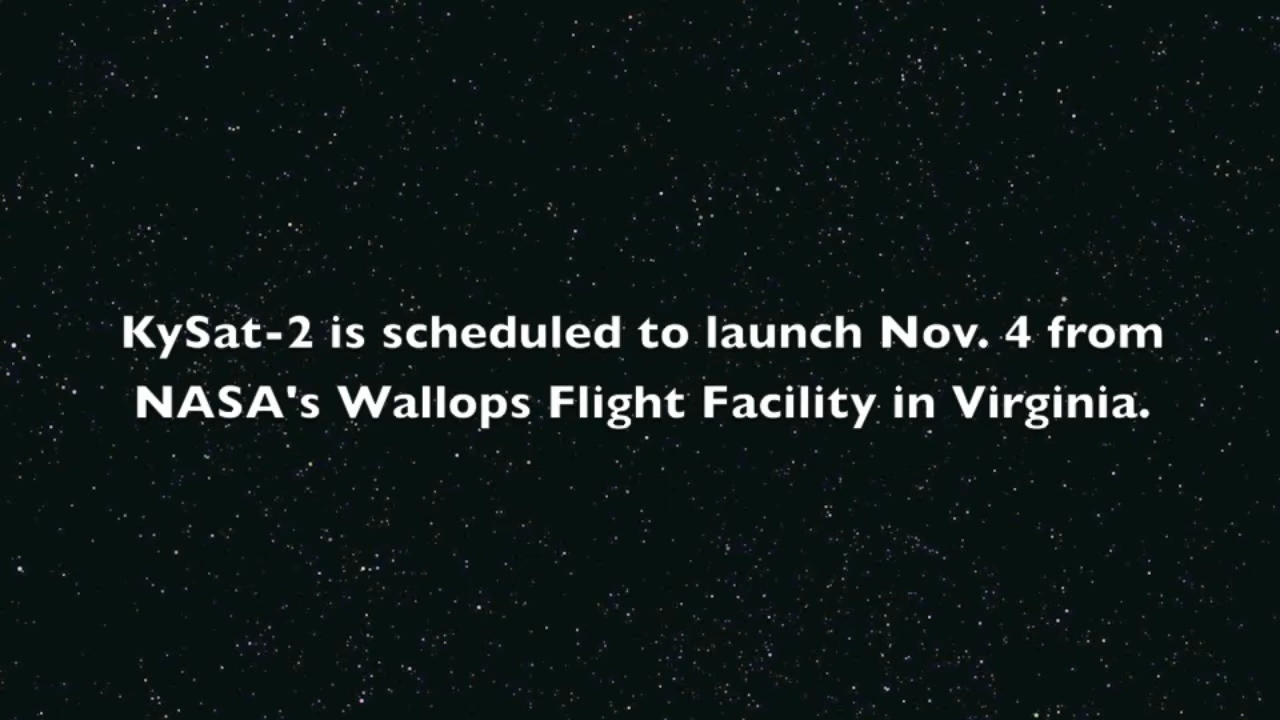 KySat-2 is scheduled to launch Nov. 4 from
NASA's Wallops Flight Facility in Virginia.